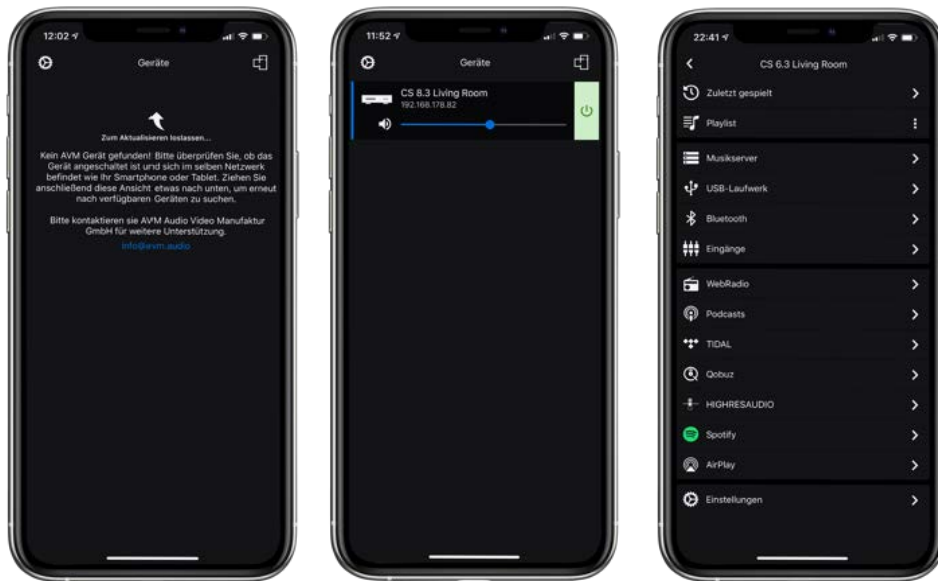 12:02
Geräte
Zum Aktualisieren loslassen...
Kein AVM Gerät gefunden! Bitte überprüfen Sie, ob das
Gerät angeschaltet ist und sich im selben Netzwerk
befindet wie Ihr Smartphone oder Tablet. Ziehen Sie
anschließend diese Ansicht etwas nach unten, um erneut
nach verfügbaren Geräten zu suchen.
Bitte kontaktieren sie AVM Audio Video Manufaktur
GmbH für weitere Unterstützung.
info@avm.audio
11:52
Geräte
CS 8.3 Living Room
192.168.178.82
22:41
CS 6.3 Living Room
Zuletzt gespielt
Playlist
Musikserver
USB-Laufwerk
Bluetooth
Eingänge
WebRadio
Podcasts
TIDAL
Qobuz
HIGHRESAUDIO
Spotify
AirPlay
Einstellungen